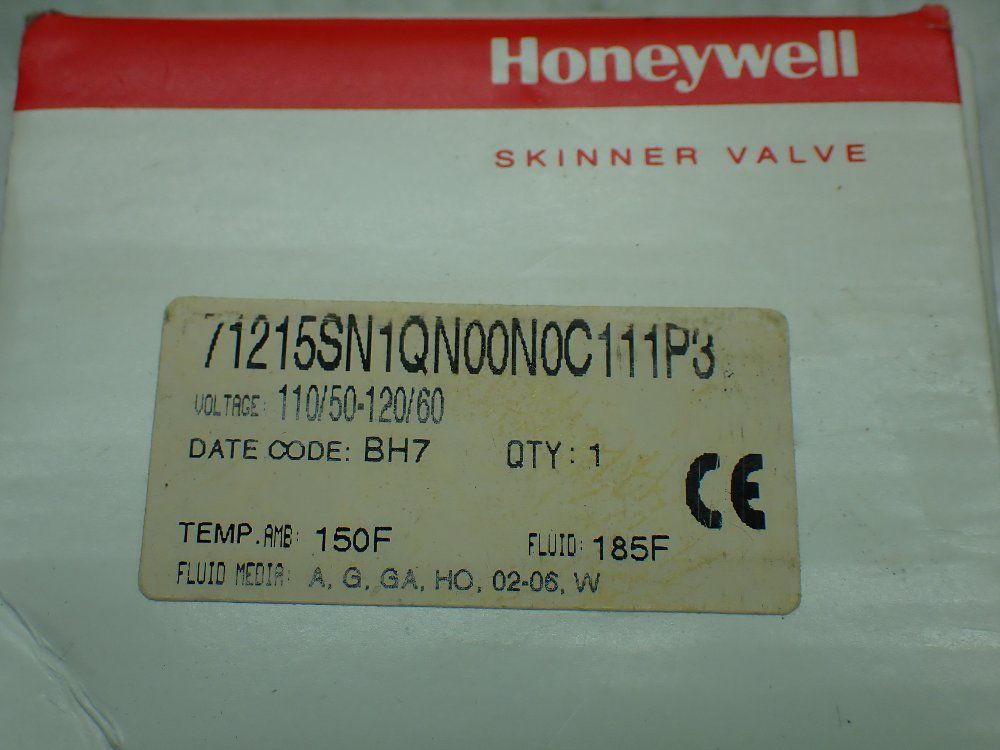 Honeywell
SKINNER VALVE
71215SN1QN00N0C111P3
VOLTAGE: 110/50-120/60
DATE CODE: BH7 QTY: 1
CE
TEMP. AMB: 150F FLUID: 185F
FLUID MEDIA: A, G, GA, HO, 02-06, W